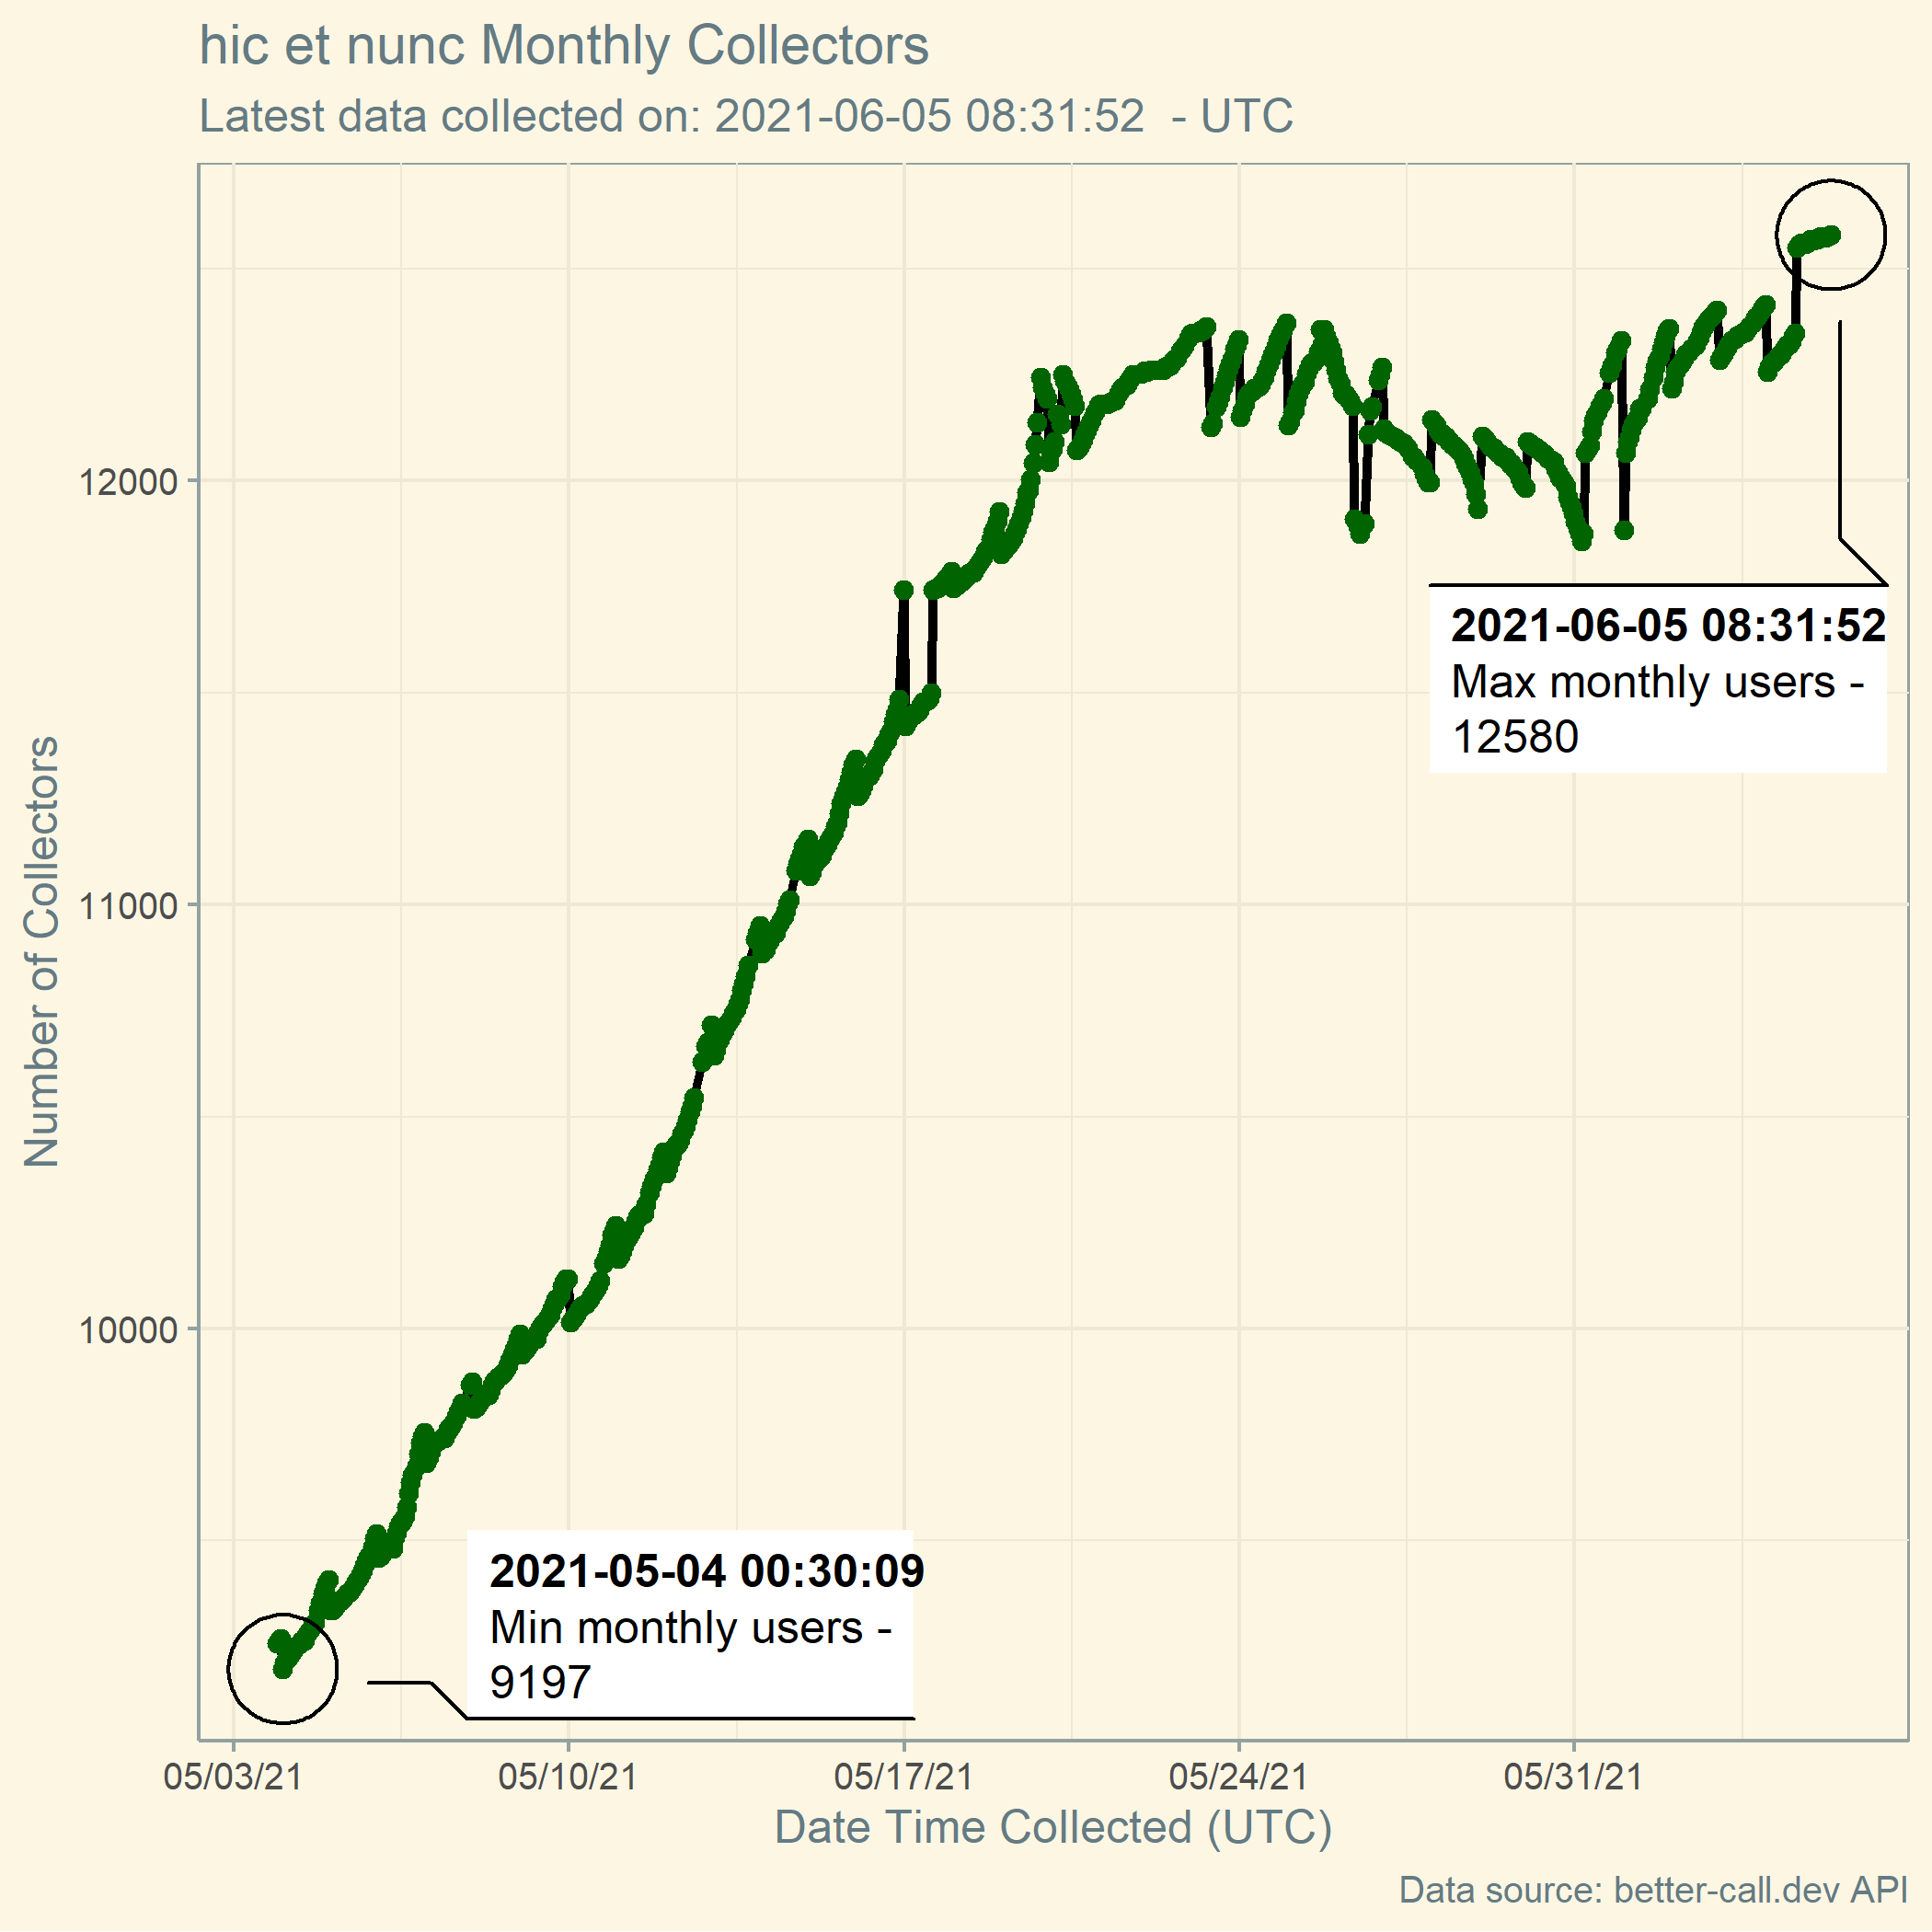 hic et nunc Monthly Collectors
Latest data collected on: 2021-06-05 08:31:52  - UTC
Number of Collectors
12000
11000
10000
2021-06-05 08:31:52
Max monthly users -
12580
2021-05-04 00:30:09
Min monthly users -
9197
05/03/21
05/10/21
05/17/21
05/24/21
05/31/21
Date Time Collected (UTC)
Data source: better-call.dev API